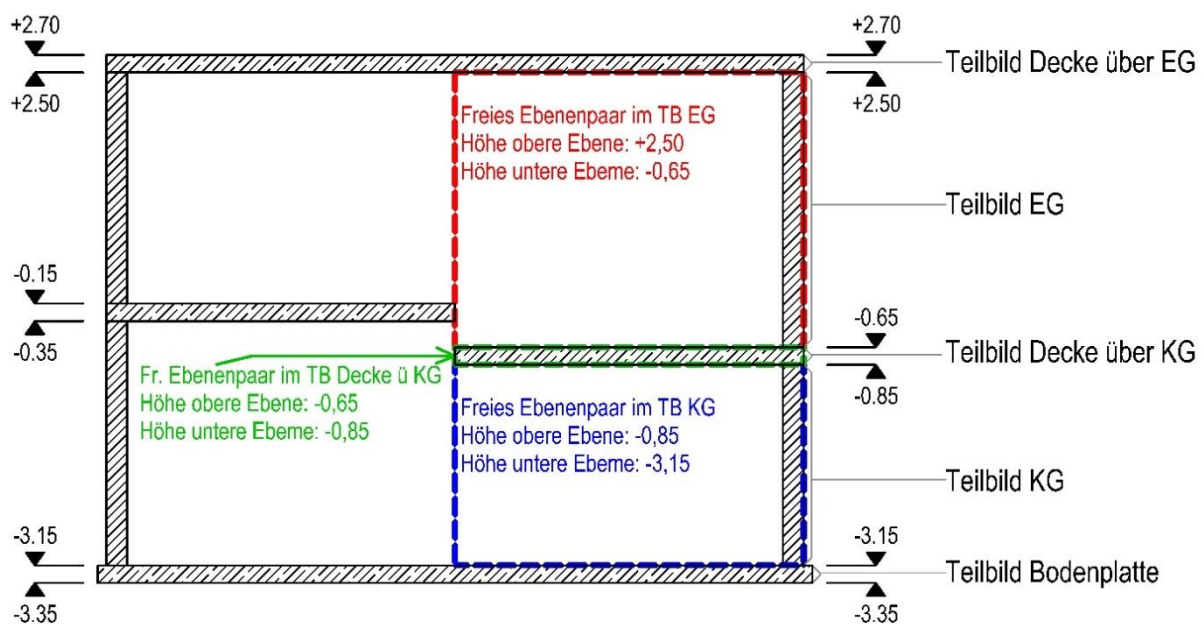 +2.70
+2.70
Teilbild Decke über EG
+2.50
+2.50
Freies Ebenenpaar im TB EG
Höhe obere Ebene: +2,50
Höhe untere Eberne: -0,65
Teilbild EG
-0.15
-0.35
-0.65
Teilbild Decke über KG
-0.85
Fr. Ebenenpaar im TB Decke ü KG
Höhe obere Ebene: -0,65
Höhe untere Eberne: -0,85
Freies Ebenenpaar im TB KG
Höhe obere Ebene: -0,85
Höhe untere Eberne: -3,15
Teilbild KG
-3.15
-3.15
Teilbild Bodenplatte
-3.35
-3.35